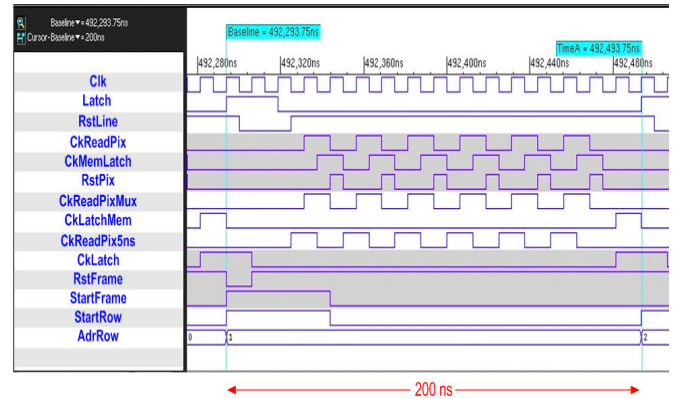 Baseline▼=492,293.75ns
Cursor-Baseline▼=200ns
Baseline = 492,293.75ns
TimeA = 492,493.75ns
492,280ns 492,320ns 492,360ns 492,400ns 492,440ns 492,480ns
Clk
Latch
RstLine
CkReadPix
CkMemLatch
RstPix
CkReadPixMux
CkLatchMem
CkReadPix5ns
CkLatch
RstFrame
StartFrame
StartRow
AdrRow 0 1 2
200 ns